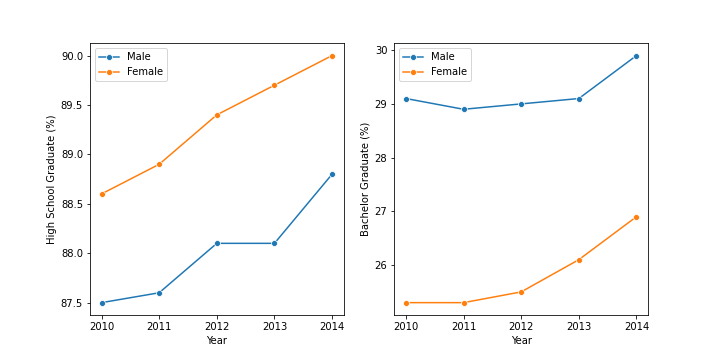 High School Graduate (%)
90.0
89.5
89.0
88.5
88.0
87.5
Male
Female
2010 2011 2012 2013 2014
Year
Bachelor Graduate (%)
30
29
28
27
26
Male
Female
2010 2011 2012 2013 2014
Year